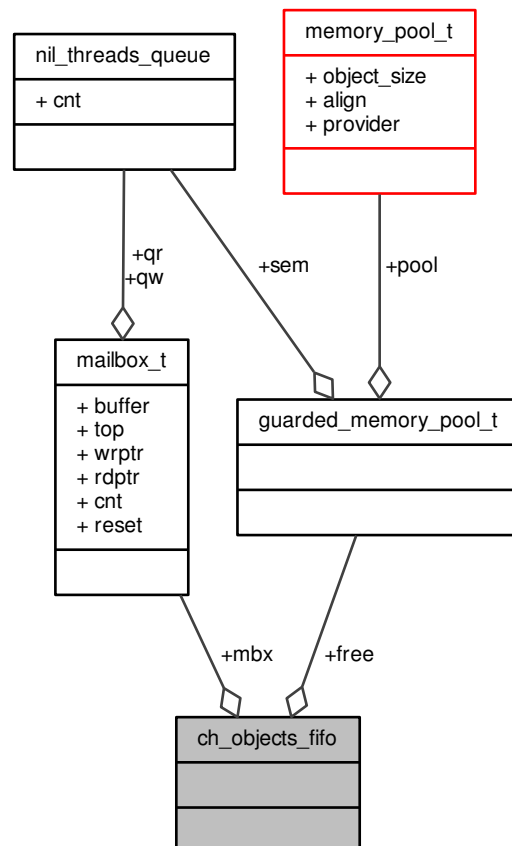 memory_pool_t
+ object_size
+ align
+ provider
nil_threads_queue
+ cnt
+qr
+qw
+sem
+pool
mailbox_t
+ buffer
+ top
+ wrptr
+ rdptr
+ cnt
+ reset
guarded_memory_pool_t
+mbx
+free
ch_objects_fifo